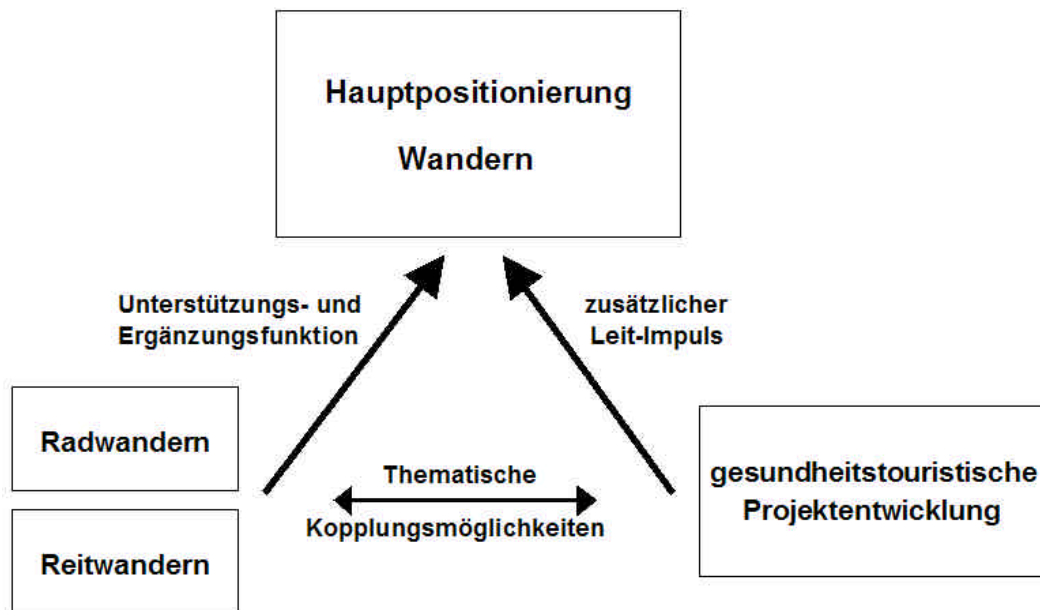 Hauptpositionierung
Wandern
Unterstützungs- und
Ergänzungsfunktion
zusätzlicher
Leit-Impuls
Radwandern
Reitwandern
Thematische
Kopplungsmöglichkeiten
gesundheitstouristische
Projektentwicklung